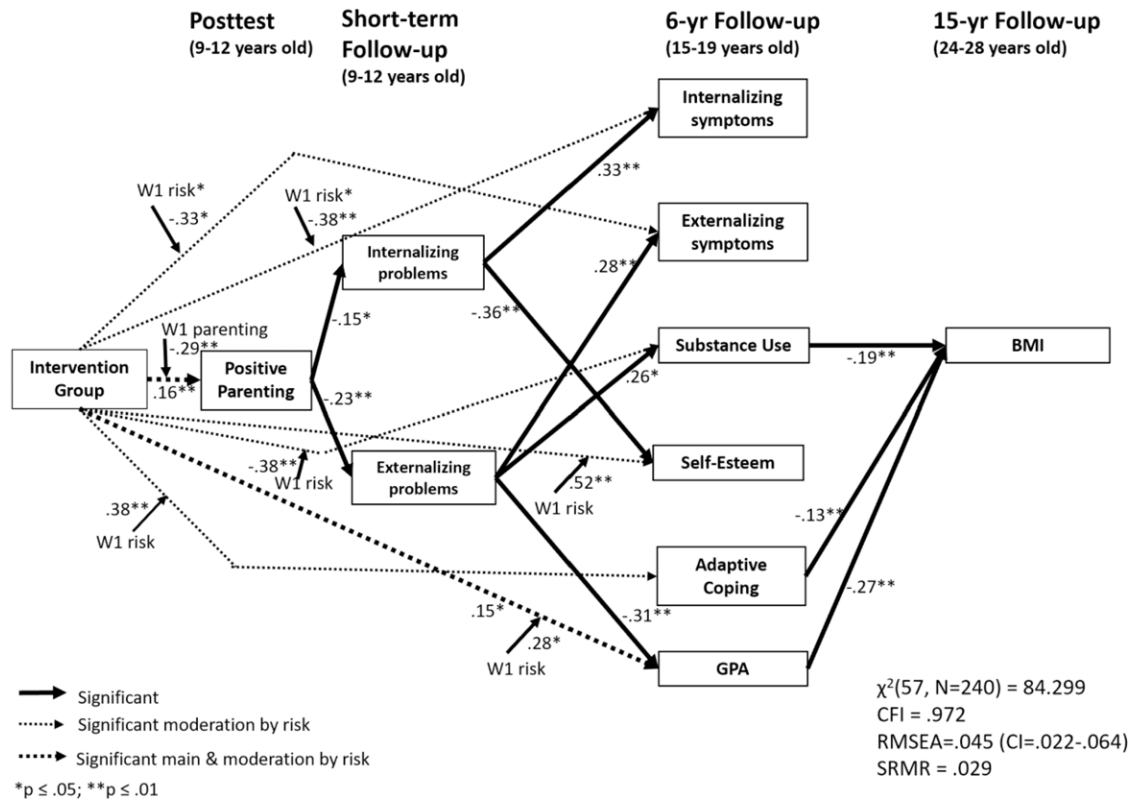 Posttest
(9-12 years old)
Short-term
Follow-up
(9-12 years old)
6-yr Follow-up
(15-19 years old)
15-yr Follow-up
(24-28 years old)
Internalizing
symptoms
W1 risk*
-.33*
W1 risk*
-.38**
.33**
Externalizing
symptoms
Internalizing
problems
.28**
-.36**
-.15*
W1 parenting
-.29**
Intervention
Group
.16**
Positive
Parenting
Substance Use
-.19**
BMI
.26*
-.23**
Externalizing
problems
Self-Esteem
-.38**
W1 risk
.52**
W1 risk
.38**
W1 risk
-.13**
Adaptive
Coping
-.27**
.15*
-.31**
.28*
W1 risk
GPA
Significant
Significant moderation by risk
Significant main & moderation by risk
*p ≤ .05; **p ≤ .01
χ²(57, N=240) = 84.299
CFI = .972
RMSEA=.045 (CI=.022-.064)
SRMR = .029